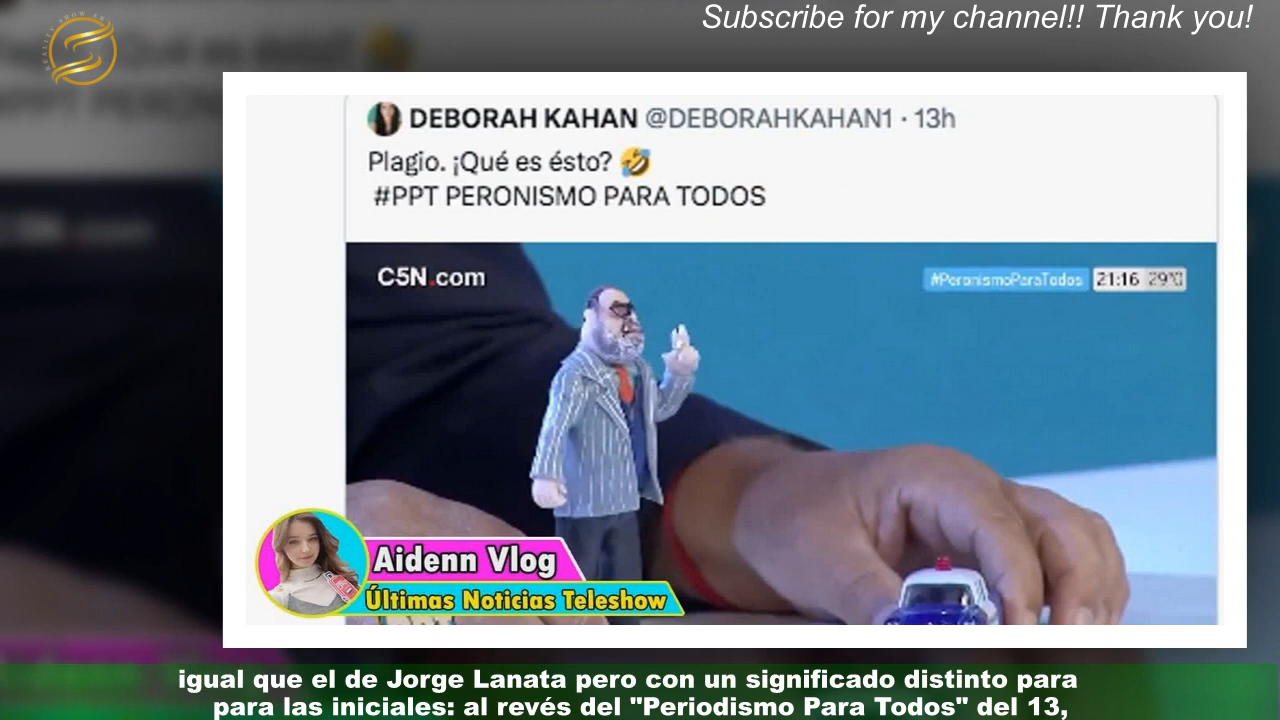 Subscribe for my channel!! Thank you!
DEBORAH KAHAN @DEBORAHKAHAN1 · 13h
Plagio. ¡Qué es ésto? 🤣
#PPT PERONISMO PARA TODOS
C5N.com
#PeronismoParaTodos 21:16 29°C
Aidenn Vlog
Últimas Noticias Teleshow
igual que el de Jorge Lanata pero con un significado distinto para
para las iniciales: al revés del "Periodismo Para Todos" del 13,